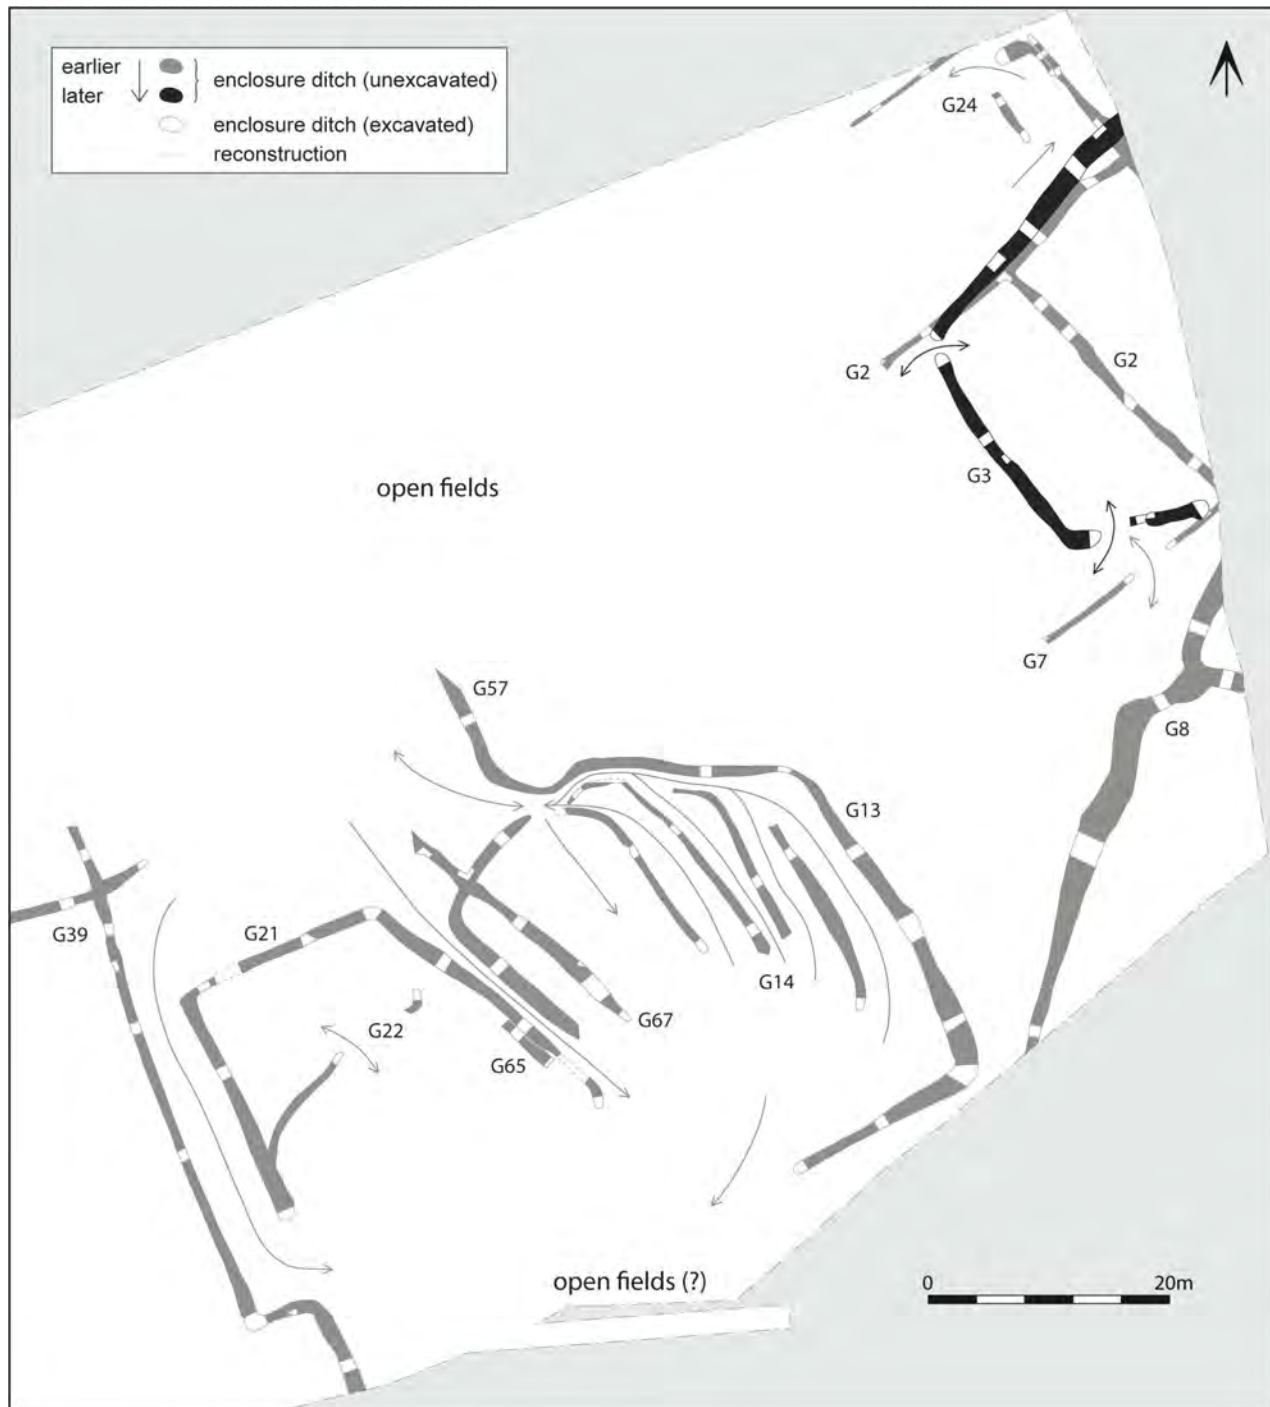 earlier
enclosure ditch (unexcavated)
later
enclosure ditch (excavated)
reconstruction
G24
G2
G2
G3
open fields
G7
G57
G8
G13
G39
G21
G14
G22
G67
G65
open fields (?)
0 20m